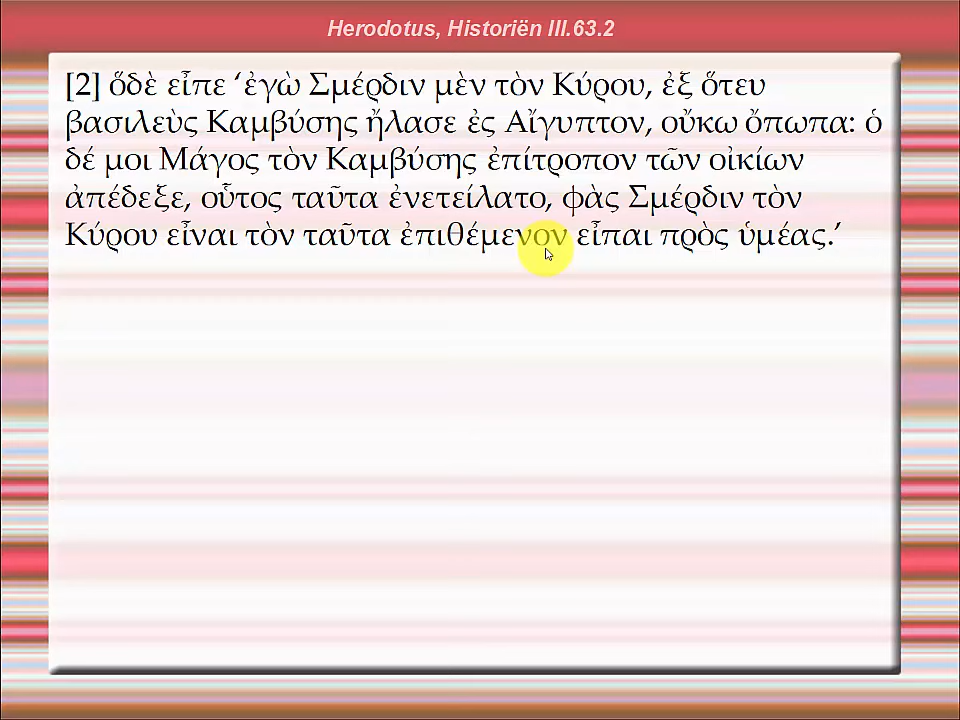 Herodotus, Historiën III.63.2
[2] ὅδὲ εἶπε ‘ἐγὼ Σμέρδιν μὲν τὸν Κύρου, ἐξ ὅτευ
βασιλεὺς Καμβύσης ἤλασε ἐς Αἴγυπτον, οὔκω ὄπωπα: ὁ
δέ μοι Μάγος τὸν Καμβύσης ἐπίτροπον τῶν οἰκίων
ἀπέδεξε, οὗτος ταῦτα ἐνετείλατο, φὰς Σμέρδιν τὸν
Κύρου εἶναι τὸν ταῦτα ἐπιθέμενον εἶπαι πρὸς ὑμέας.‘